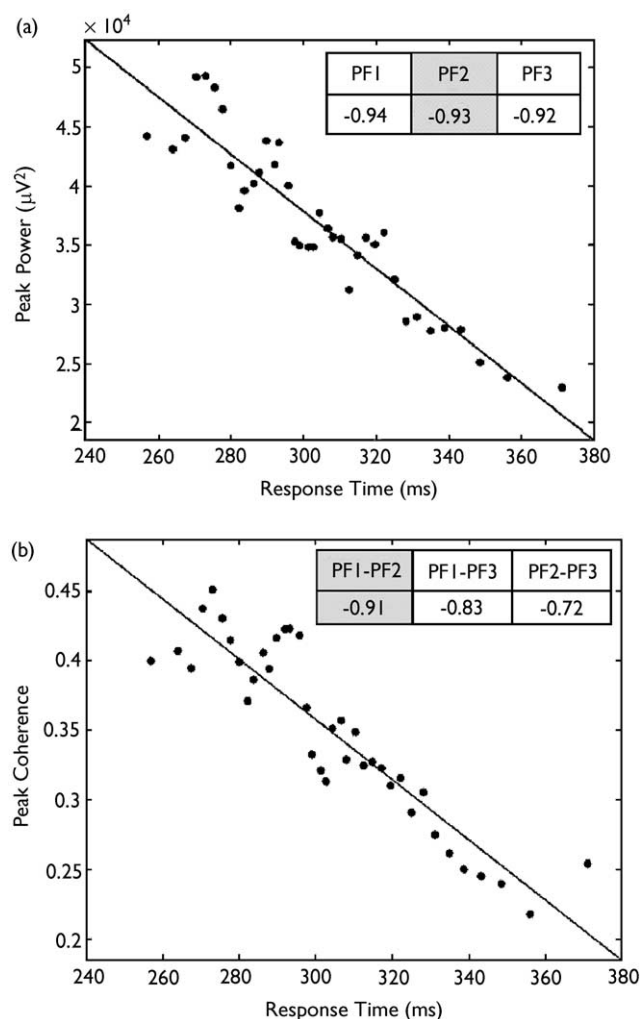 (a)
× 10⁴
5
4.5
4
3.5
3
2.5
2
Peak Power (μV²)
PF1 PF2 PF3
-0.94 -0.93 -0.92
240 260 280 300 320 340 360 380
Response Time (ms)
(b)
0.45
0.4
0.35
0.3
0.25
0.2
Peak Coherence
PF1-PF2 PF1-PF3 PF2-PF3
-0.91 -0.83 -0.72
240 260 280 300 320 340 360 380
Response Time (ms)